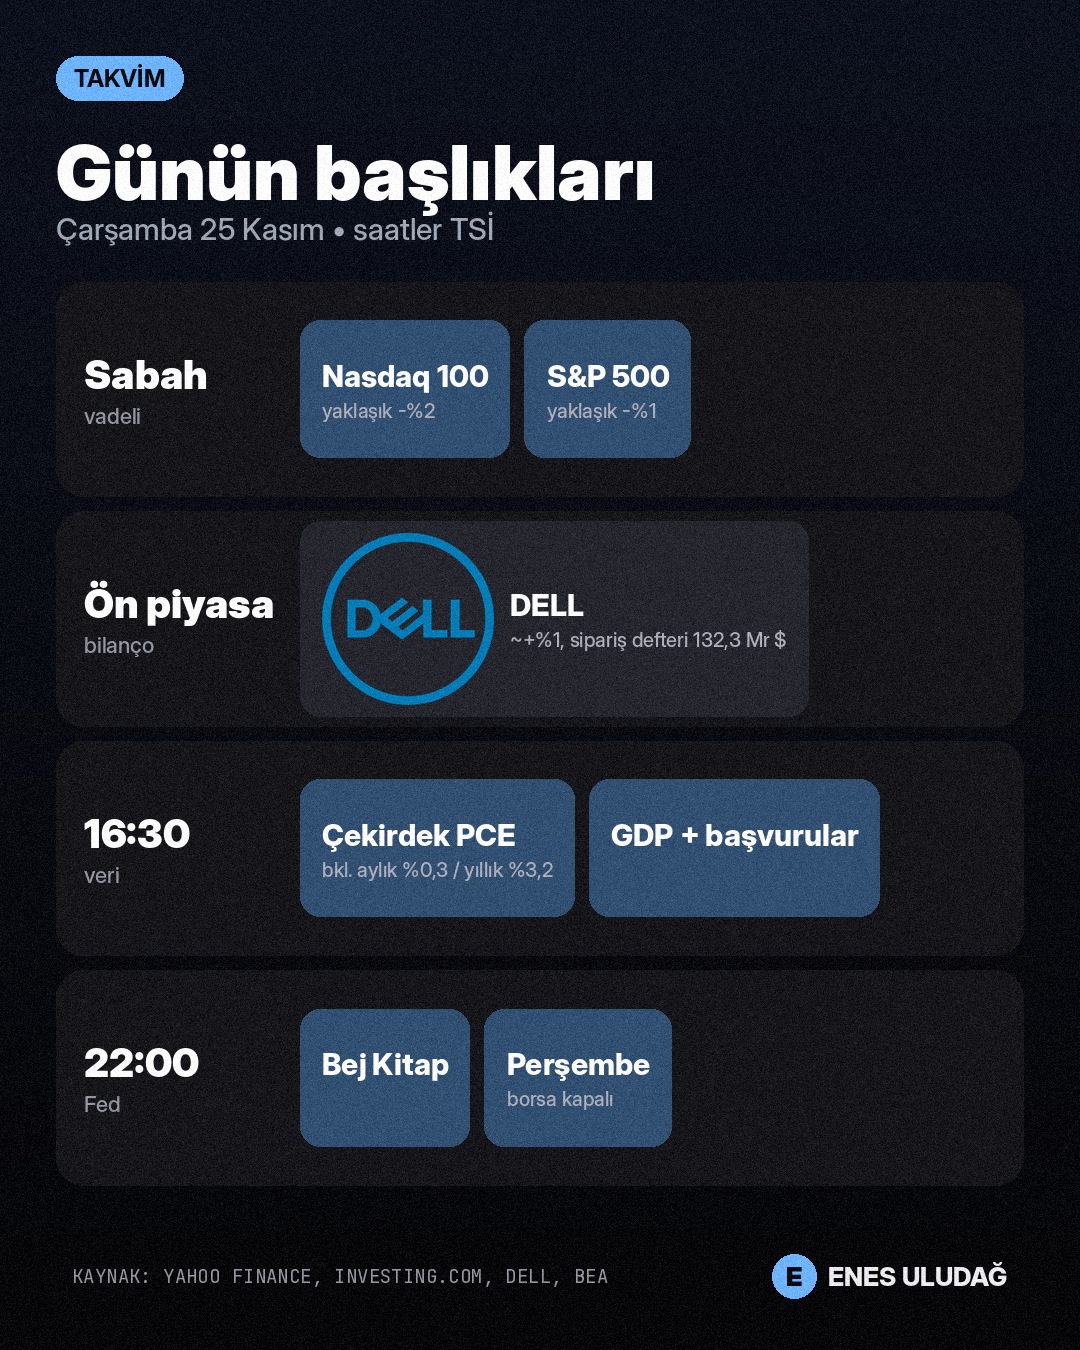 TAKVİM
Günün başlıkları
Çarşamba 25 Kasım • saatler TSİ
Sabah
vadeli
Nasdaq 100
yaklaşık -%2
S&P 500
yaklaşık -%1
Ön piyasa
bilanço
DELL
DELL
~+%1, sipariş defteri 132,3 Mr $
16:30
veri
Çekirdek PCE
bkl. aylık %0,3 / yıllık %3,2
GDP + başvurular
22:00
Fed
Bej Kitap
Perşembe
borsa kapalı
KAYNAK: YAHOO FINANCE, INVESTING.COM, DELL, BEA
E ENES ULUDAĞ